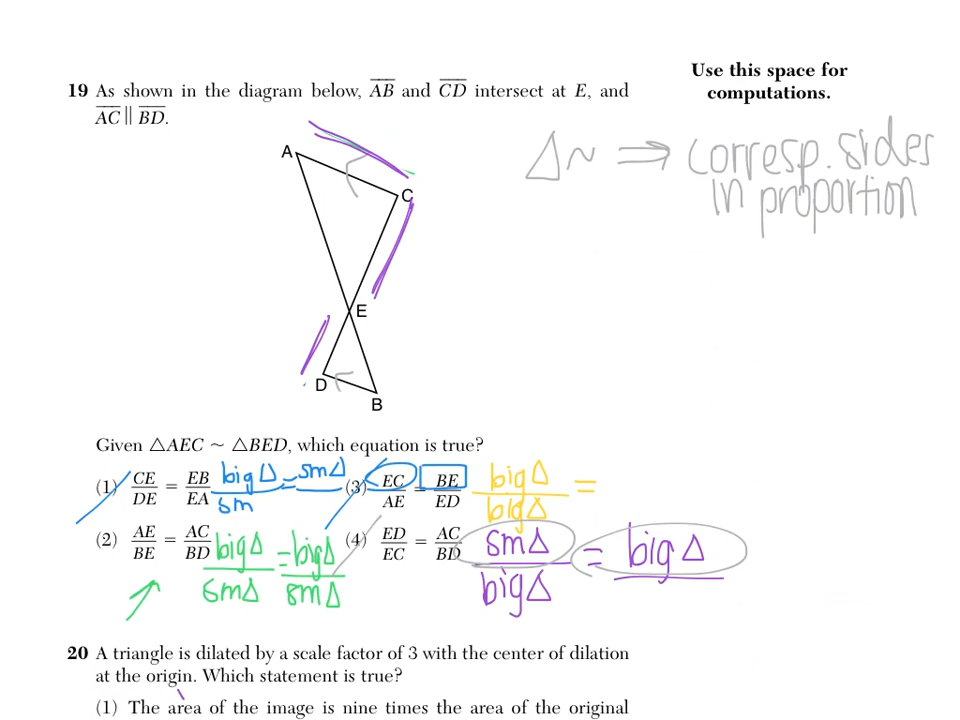 Use this space for
computations.
19 As shown in the diagram below, AB and CD intersect at E, and
AC || BD.
Δ ~ ⇒ corresp. sides
in proportion
A
C
E
D
B
Given △AEC ~ △BED, which equation is true?
(1) CE/DE = EB/EA
big Δ/sm = sm Δ
(3) EC/AE = BE/ED
big Δ/big Δ =
(2) AE/BE = AC/BD
big Δ/sm Δ = big Δ/sm Δ
(4) ED/EC = AC/BD
sm Δ/big Δ = big Δ
20 A triangle is dilated by a scale factor of 3 with the center of dilation
at the origin. Which statement is true?
(1) The area of the image is nine times the area of the original